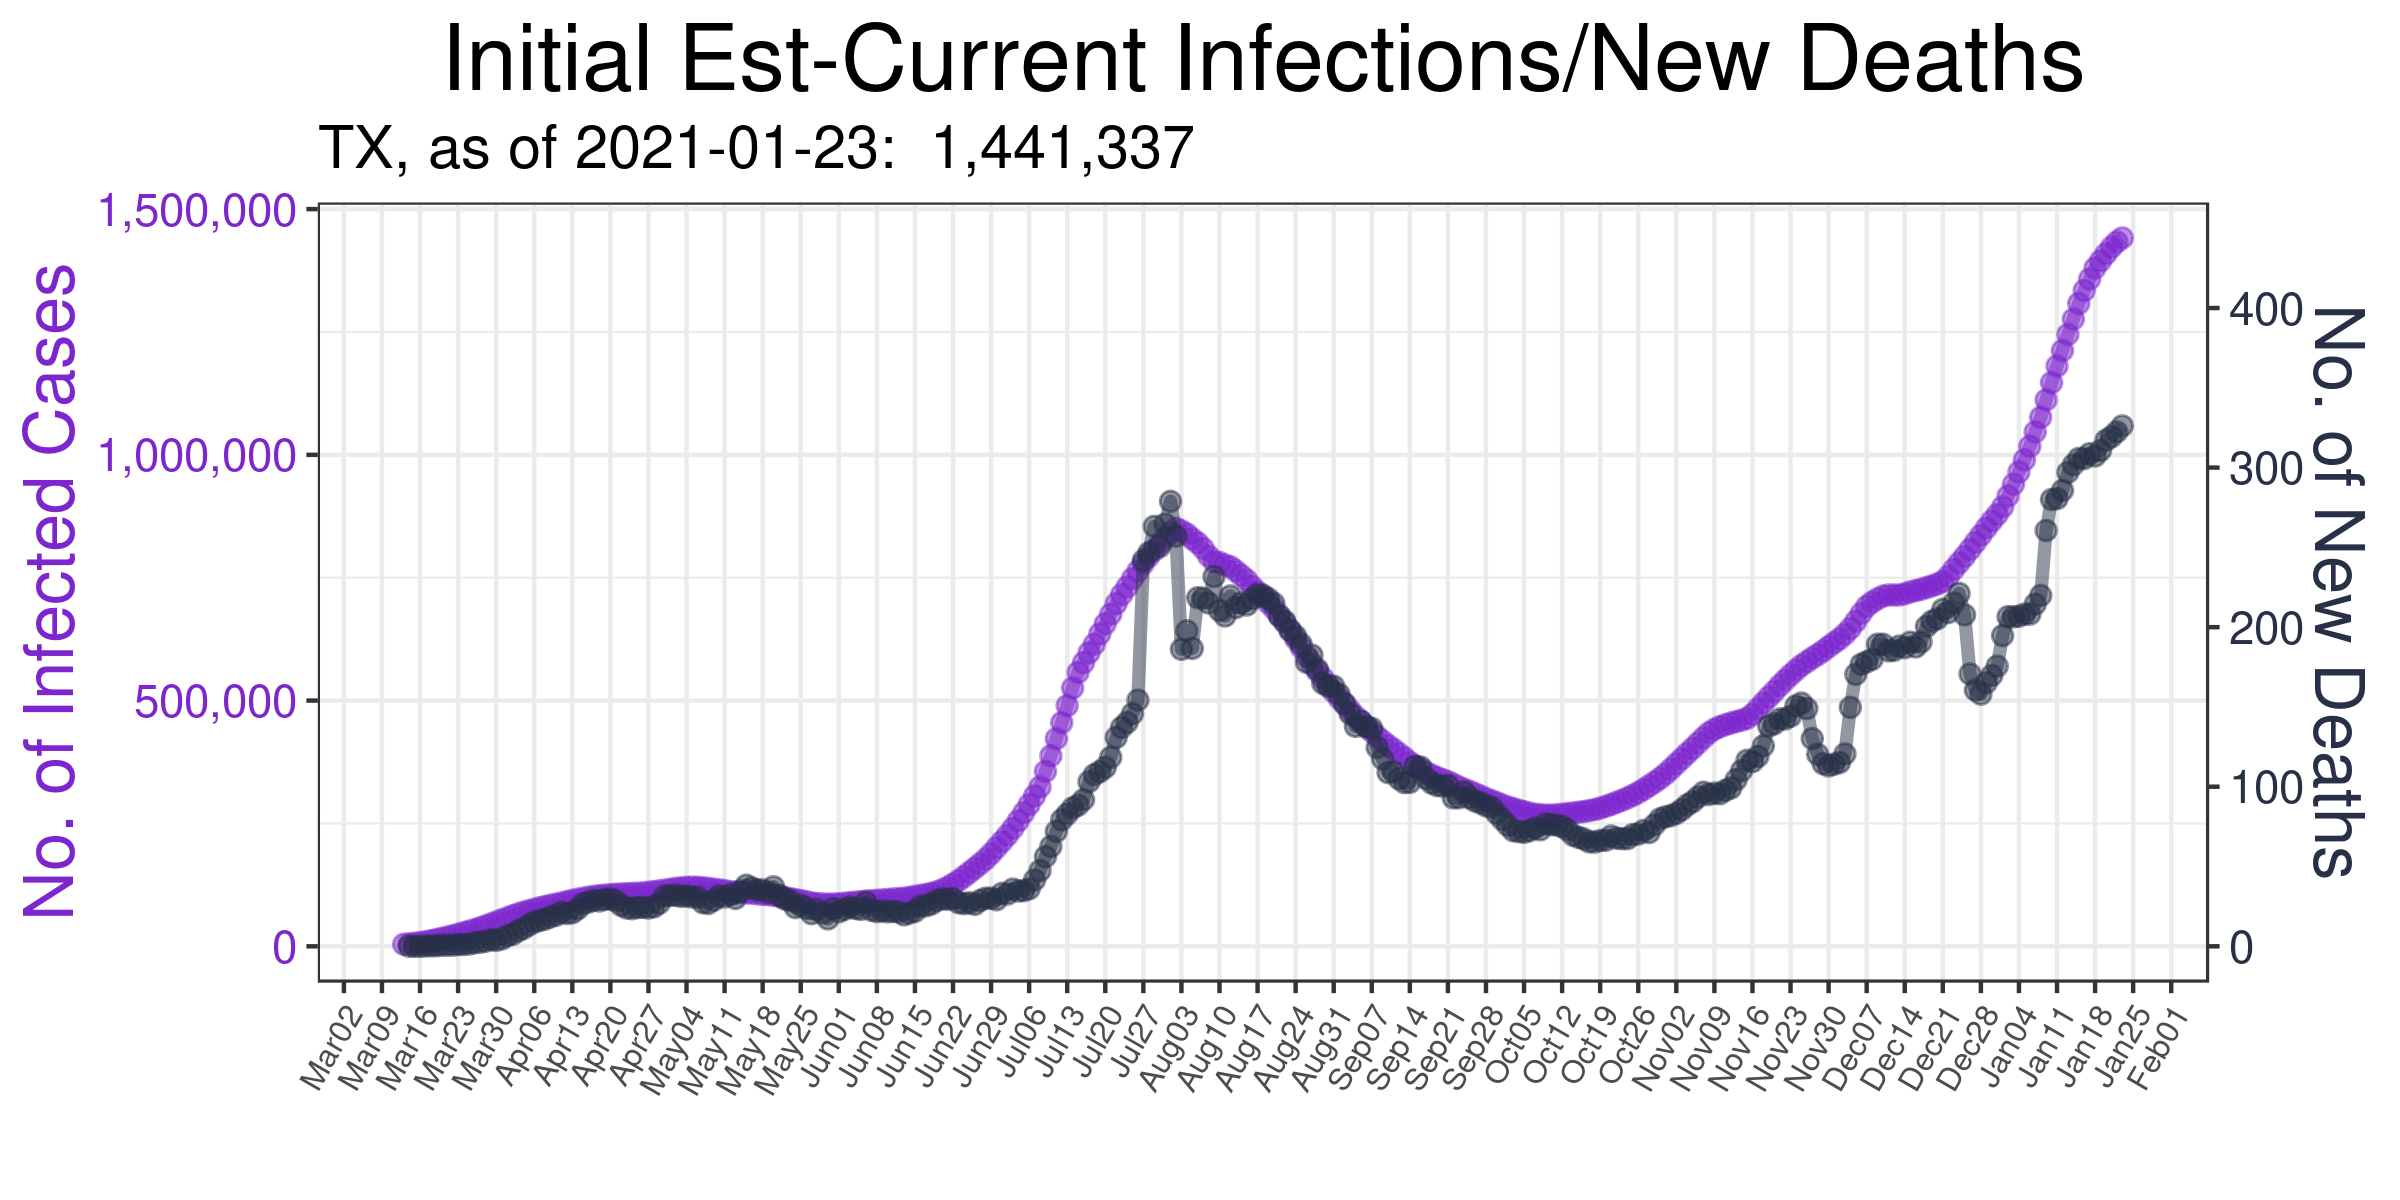 Initial Est-Current Infections/New Deaths
TX, as of 2021-01-23:  1,441,337
No. of Infected Cases
1,500,000
1,000,000
500,000
0
400
300
200
100
0
No. of New Deaths
Mar02
Mar09
Mar16
Mar23
Mar30
Apr06
Apr13
Apr20
Apr27
May04
May11
May18
May25
Jun01
Jun08
Jun15
Jun22
Jun29
Jul06
Jul13
Jul20
Jul27
Aug03
Aug10
Aug17
Aug24
Aug31
Sep07
Sep14
Sep21
Sep28
Oct05
Oct12
Oct19
Oct26
Nov02
Nov09
Nov16
Nov23
Nov30
Dec07
Dec14
Dec21
Dec28
Jan04
Jan11
Jan18
Jan25
Feb01